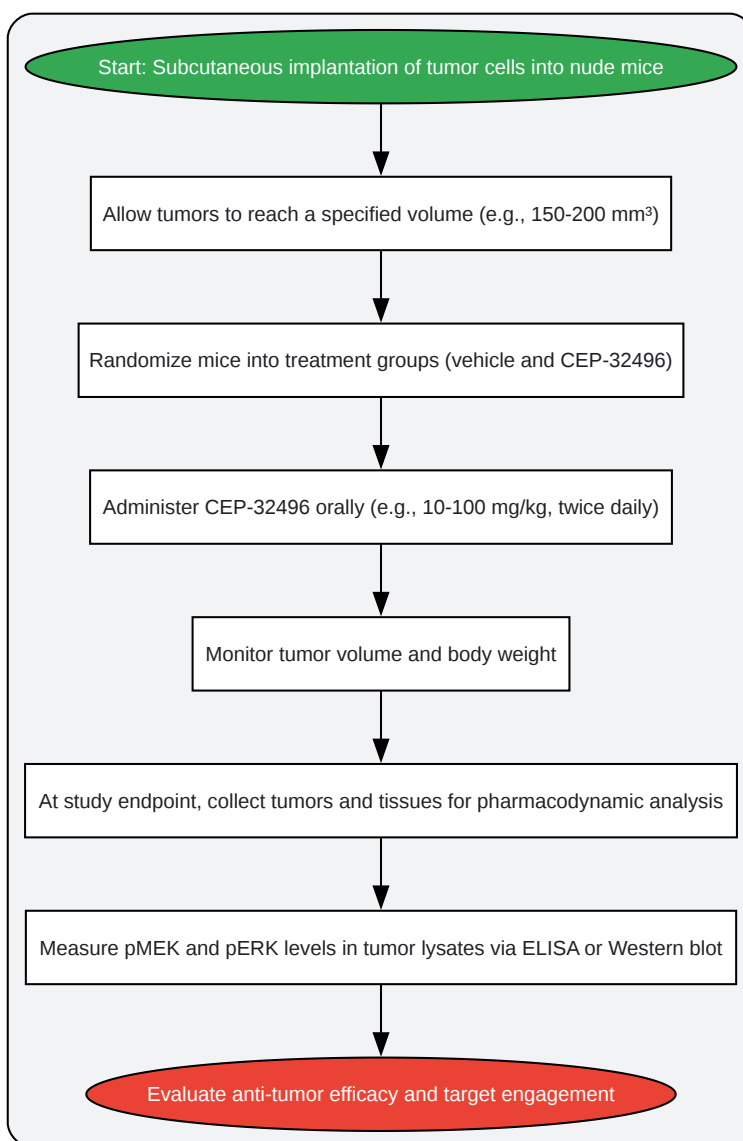 Start: Subcutaneous implantation of tumor cells into nude mice
Allow tumors to reach a specified volume (e.g., 150-200 mm³)
Randomize mice into treatment groups (vehicle and CEP-32496)
Administer CEP-32496 orally (e.g., 10-100 mg/kg, twice daily)
Monitor tumor volume and body weight
At study endpoint, collect tumors and tissues for pharmacodynamic analysis
Measure pMEK and pERK levels in tumor lysates via ELISA or Western blot
Evaluate anti-tumor efficacy and target engagement